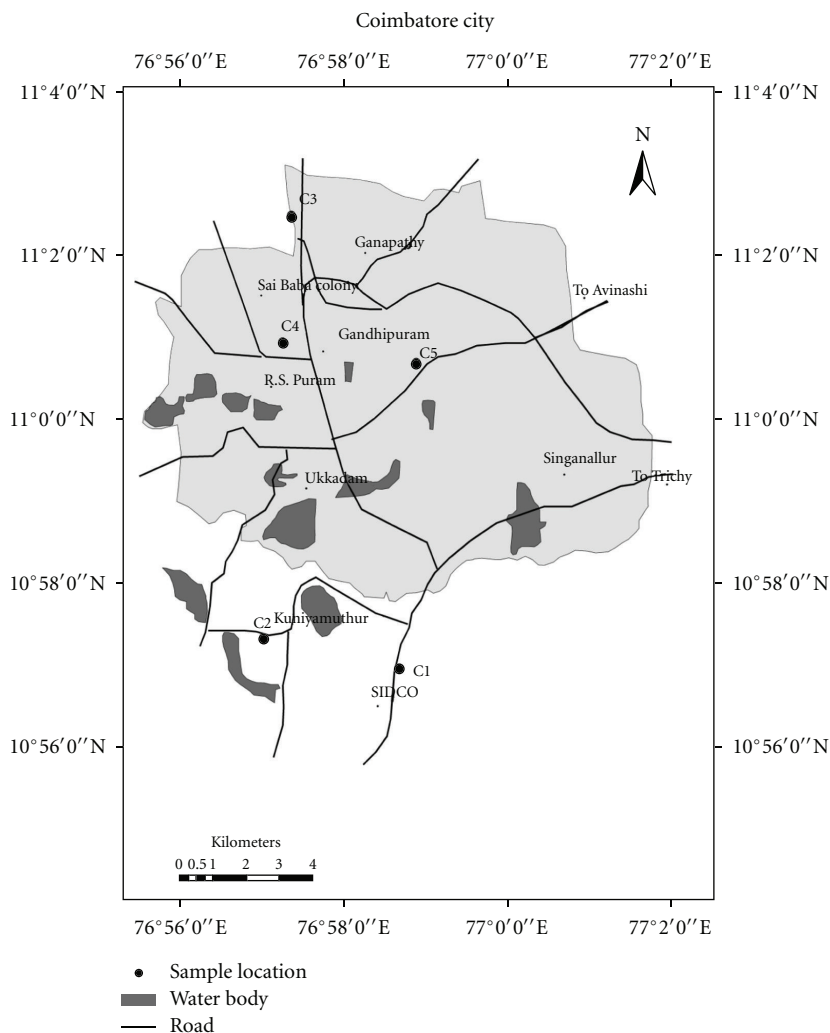 Coimbatore city
76°56′0′′E 76°58′0′′E 77°0′0′′E 77°2′0′′E
11°4′0′′N 11°4′0′′N
N
C3
Ganapathy
11°2′0′′N 11°2′0′′N
Sai Baba colony
To Avinashi
C4
Gandhipuram
C5
R.S. Puram
11°0′0′′N 11°0′0′′N
Singanallur
Ukkadam
To Trichy
10°58′0′′N 10°58′0′′N
Kuniyamuthur
C2
C1
SIDCO
10°56′0′′N 10°56′0′′N
Kilometers
0 0.5 1 2 3 4
76°56′0′′E 76°58′0′′E 77°0′0′′E 77°2′0′′E
Sample location
Water body
Road